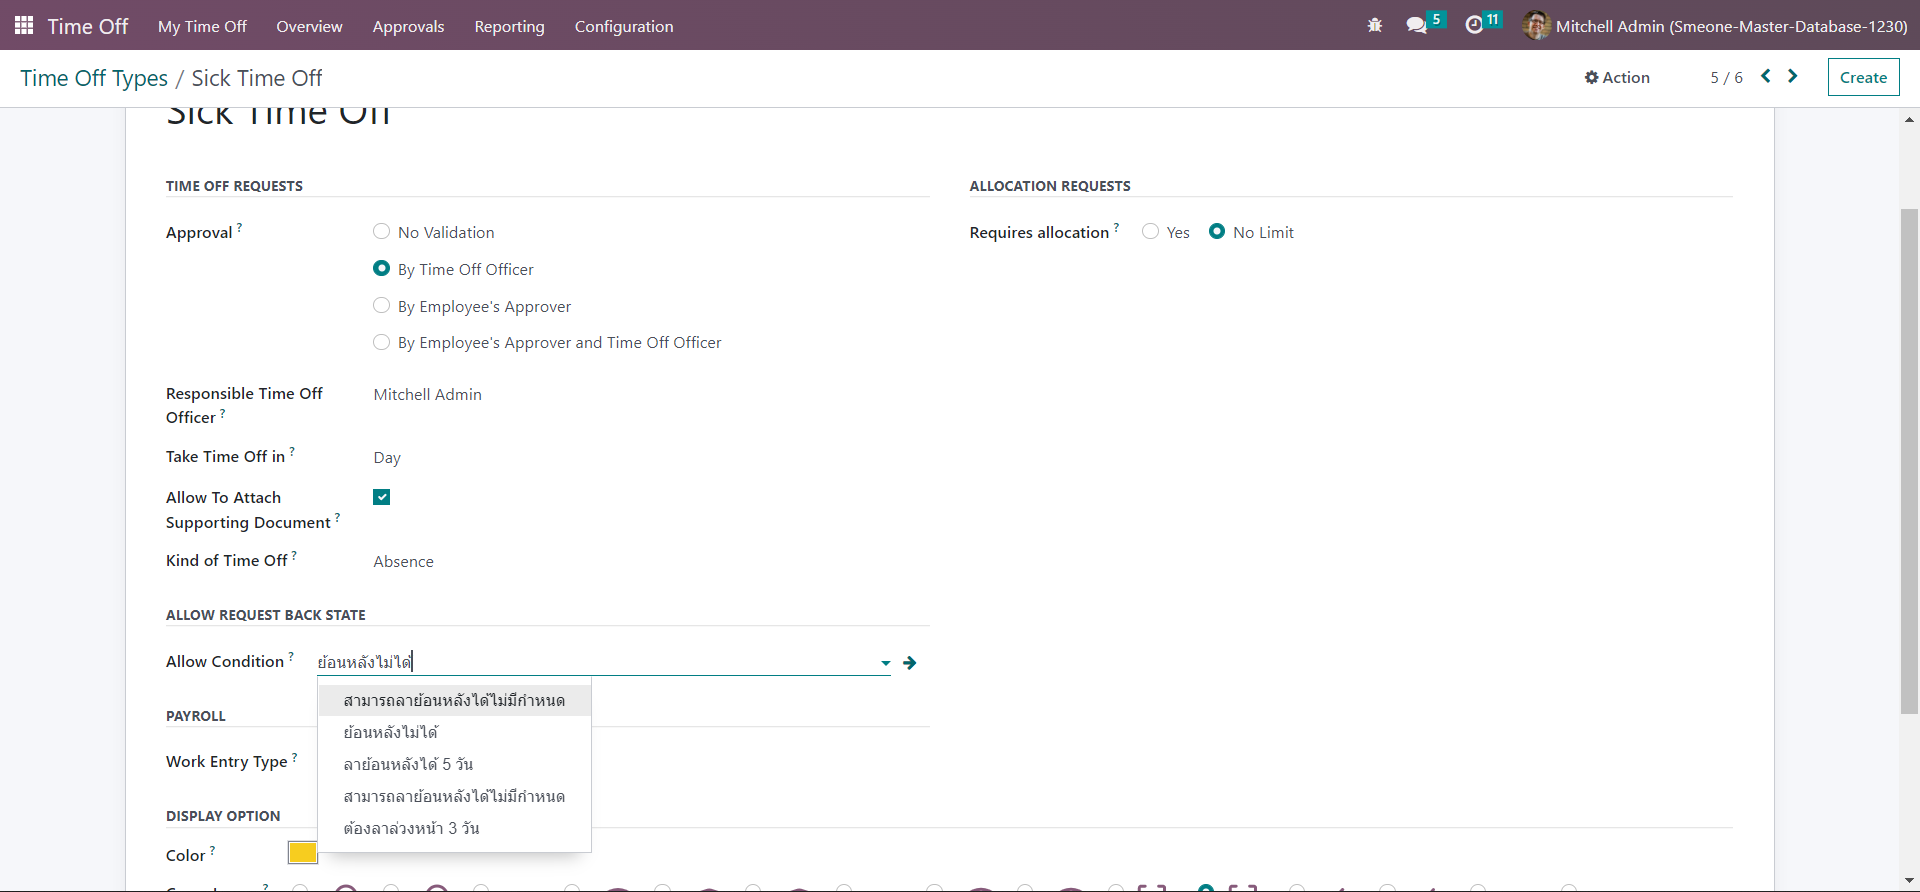 Time Off My Time Off Overview Approvals Reporting Configuration 5 11 Mitchell Admin (Smeone-Master-Database-1230)
Time Off Types / Sick Time Off Action 5 / 6 Create
Sick Time Off
TIME OFF REQUESTS
Approval ?
No Validation
By Time Off Officer
By Employee's Approver
By Employee's Approver and Time Off Officer
Responsible Time Off
Officer ?
Mitchell Admin
Take Time Off in ?
Day
Allow To Attach
Supporting Document ?
Kind of Time Off ?
Absence
ALLOCATION REQUESTS
Requires allocation ? Yes No Limit
ALLOW REQUEST BACK STATE
Allow Condition ? ย้อนหลังไม่ได้
สามารถลาย้อนหลังได้ไม่มีกำหนด
ย้อนหลังไม่ได้
ลาย้อนหลังได้ 5 วัน
สามารถลาย้อนหลังได้ไม่มีกำหนด
ต้องลาล่วงหน้า 3 วัน
PAYROLL
Work Entry Type ?
DISPLAY OPTION
Color ?